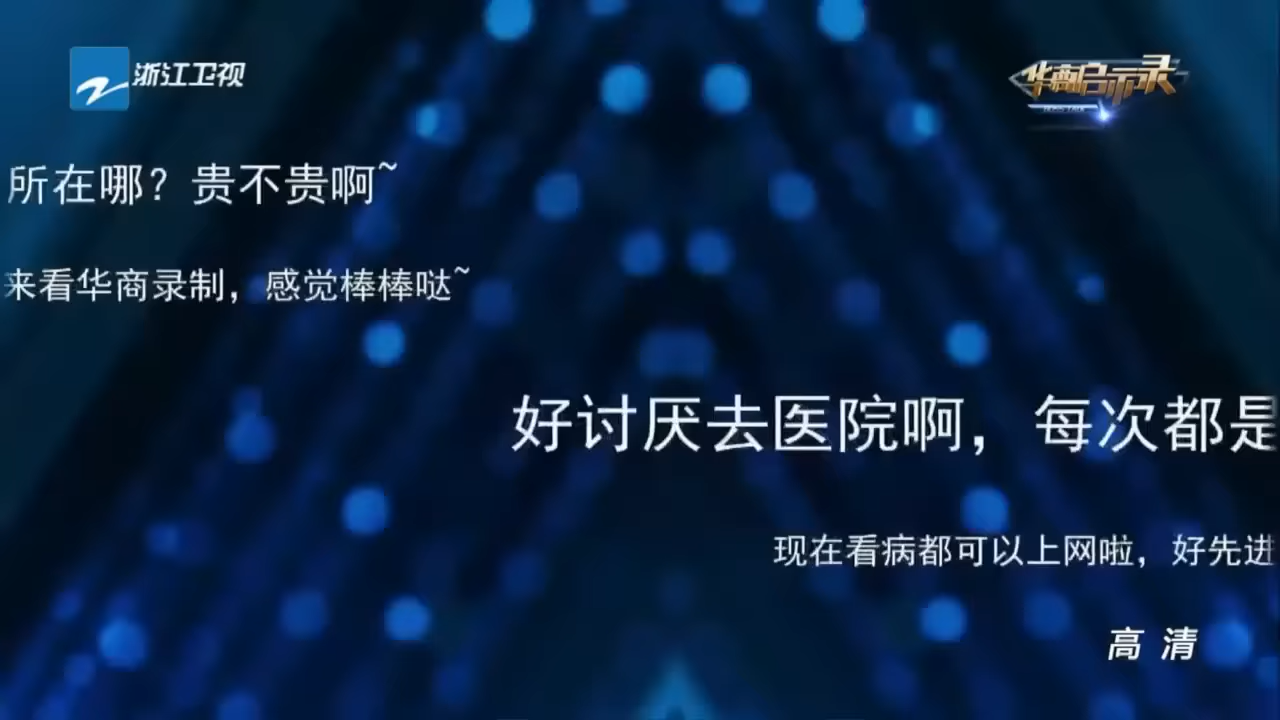 浙江卫视
华商启示录
所在哪？贵不贵啊~
来看华商录制，感觉棒棒哒~
好讨厌去医院啊，每次都是
现在看病都可以上网啦，好先进
高 清